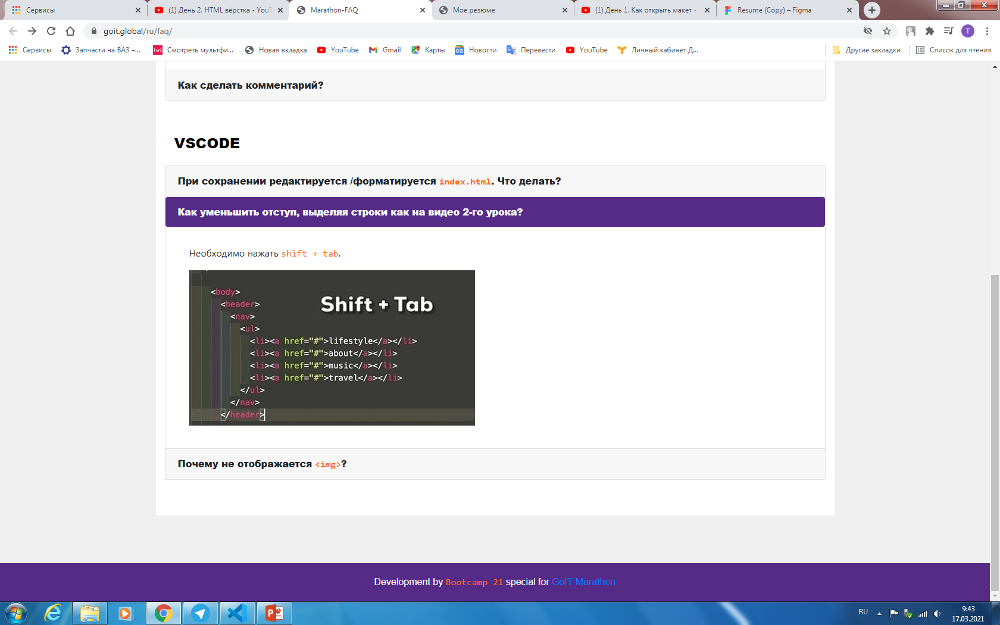 Сервисы
(1) День 2. HTML вёрстка - YouT
Marathon-FAQ
Мое резюме
(1) День 1. Как открыть макет -
Resume (Copy) – Figma
goit.global/ru/faq/
T
Сервисы
Запчасти на ВАЗ –...
ivi
Смотреть мультфи...
Новая вкладка
YouTube
Gmail
Карты
Новости
Перевести
YouTube
Личный кабинет Д...
Другие закладки
Список для чтения
Как сделать комментарий?
VSCODE
При сохранении редактируется /форматируется index.html. Что делать?
Как уменьшить отступ, выделяя строки как на видео 2-го урока?
Необходимо нажать shift + tab.
Shift + Tab
<body>
<header>
<nav>
<ul>
<li><a href="#">lifestyle</a></li>
<li><a href="#">about</a></li>
<li><a href="#">music</a></li>
<li><a href="#">travel</a></li>
</ul>
</nav>
</header>
Почему не отображается <img>?
Development by Bootcamp 21 special for GoIT Marathon
RU
9:43
17.03.2021